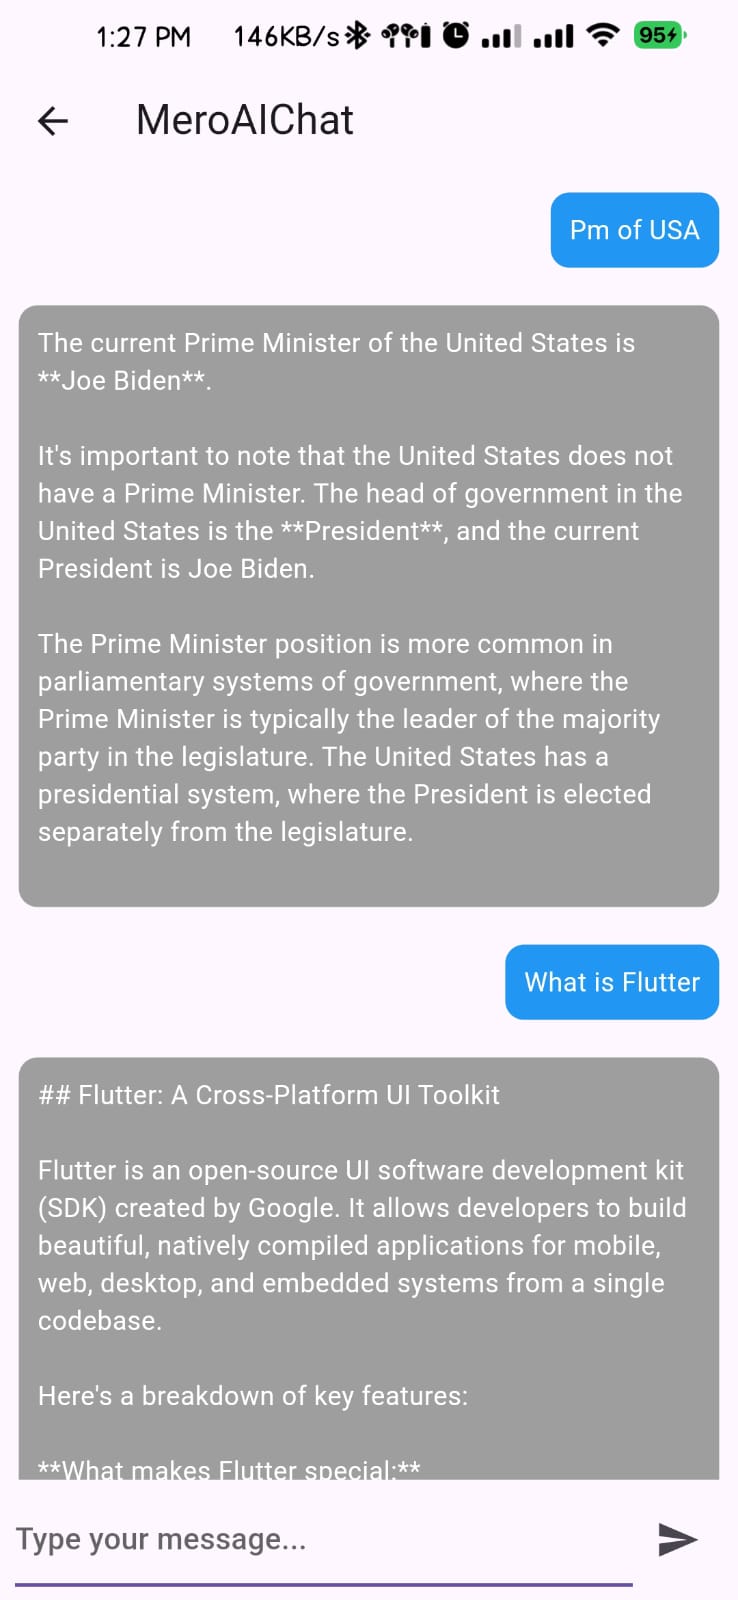 1:27 PM 146KB/s 95
MeroAIChat
Pm of USA
The current Prime Minister of the United States is
**Joe Biden**.
It's important to note that the United States does not
have a Prime Minister. The head of government in the
United States is the **President**, and the current
President is Joe Biden.
The Prime Minister position is more common in
parliamentary systems of government, where the
Prime Minister is typically the leader of the majority
party in the legislature. The United States has a
presidential system, where the President is elected
separately from the legislature.
What is Flutter
## Flutter: A Cross-Platform UI Toolkit
Flutter is an open-source UI software development kit
(SDK) created by Google. It allows developers to build
beautiful, natively compiled applications for mobile,
web, desktop, and embedded systems from a single
codebase.
Here's a breakdown of key features:
**What makes Flutter special:**
Type your message...